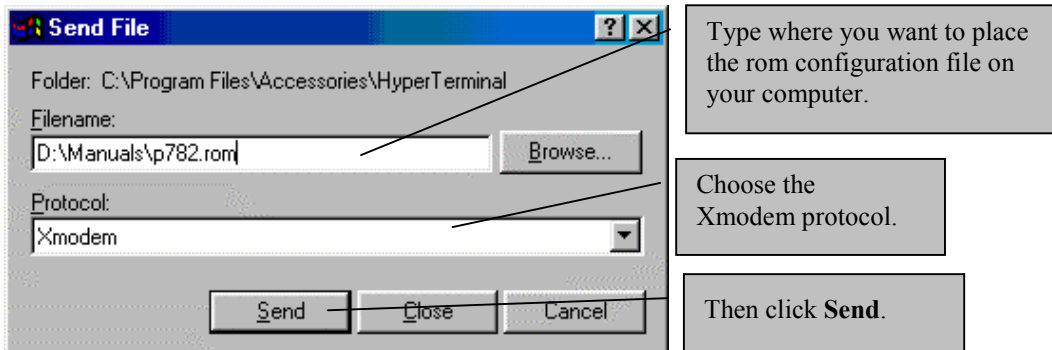 Send File
Type where you want to place
the rom configuration file on
your computer.
Folder: C:\Program Files\Accessories\HyperTerminal
Filename:
D:\Manuals\p782.rom
Browse...
Choose the
Xmodem protocol.
Protocol:
Xmodem
Send
Close
Cancel
Then click Send.